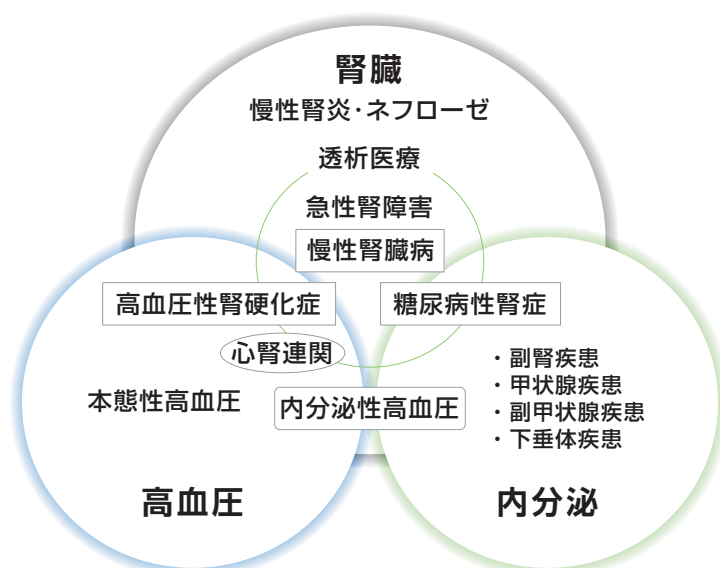 腎臓
慢性腎炎・ネフローゼ
透析医療
急性腎障害
慢性腎臓病
高血圧性腎硬化症
糖尿病性腎症
心腎連関
本態性高血圧
内分泌性高血圧
・副腎疾患
・甲状腺疾患
・副甲状腺疾患
・下垂体疾患
高血圧
内分泌